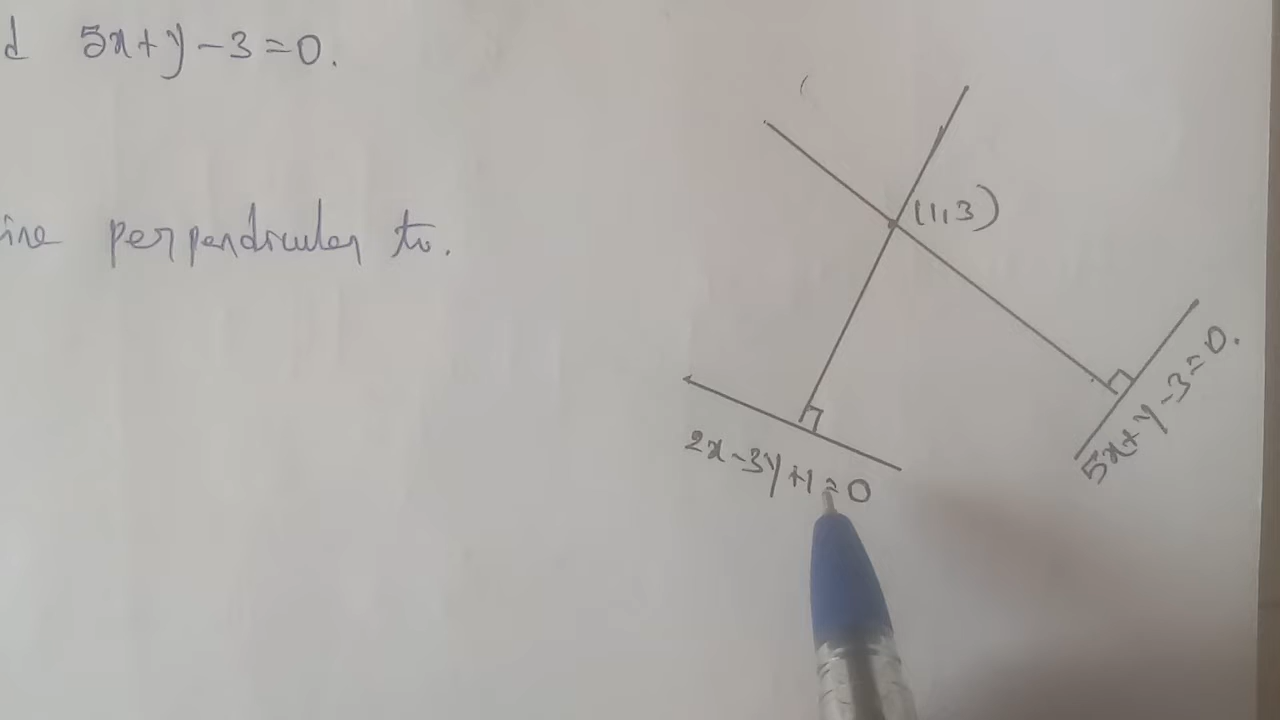 d 5x+y-3=0.
ine perpendicular to.
(1,3)
2x-3y+1=0
5x+y-3=0.